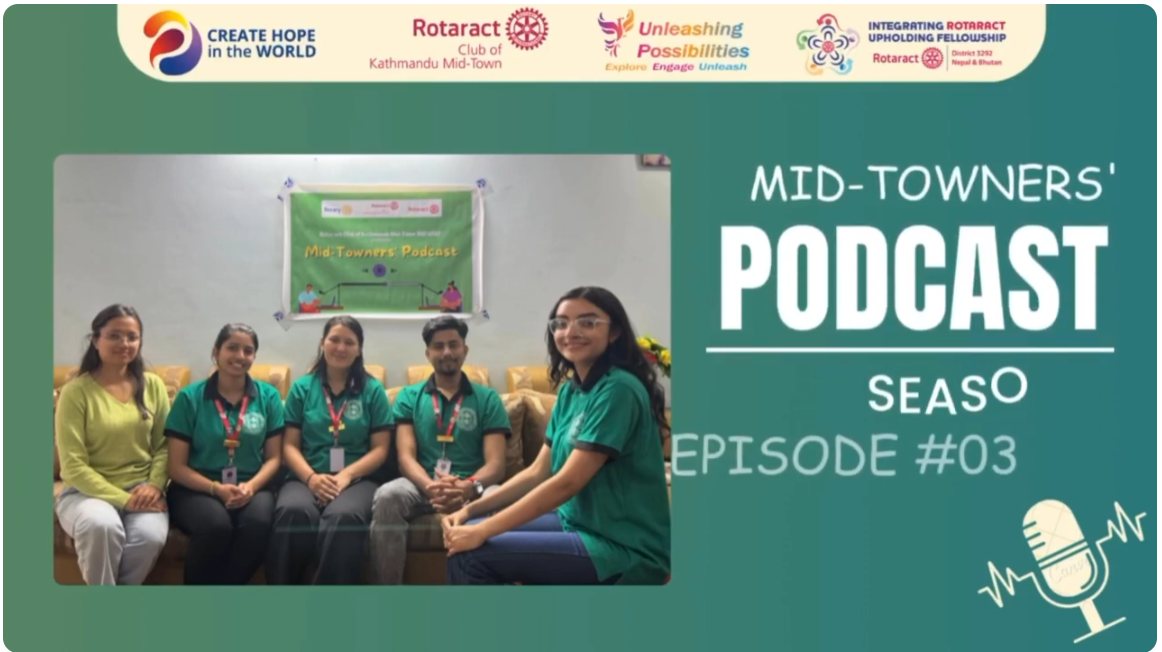 CREATE HOPE
in the WORLD
Rotaract
Club of
Kathmandu Mid-Town
Unleashing
Possibilities
Explore Engage Unleash
INTEGRATING ROTARACT
UPHOLDING FELLOWSHIP
Rotaract
District 3292
Nepal & Bhutan
Mid-Towners' Podcast
MID-TOWNERS'
PODCAST
SEASO
EPISODE #03
Canva